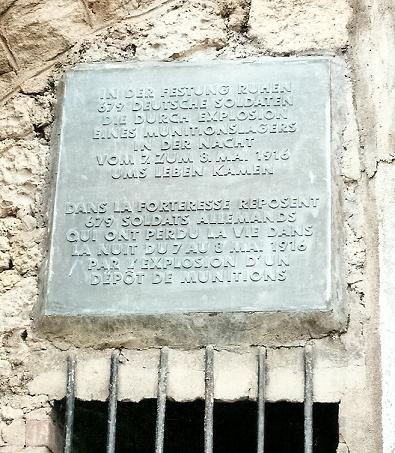 IN DER FESTUNG RUHEN
679 DEUTSCHE SOLDATEN
DIE DURCH EXPLOSION
EINES MUNITIONSLAGERS
IN DER NACHT
VOM 7. ZUM 8. MAI 1916
UMS LEBEN KAMEN
DANS LA FORTERESSE REPOSENT
679 SOLDATS ALLEMANDS
QUI ONT PERDU LA VIE DANS
LA NUIT DU 7 AU 8 MAI 1916
PAR L'EXPLOSION D'UN
DÉPÔT DE MUNITIONS